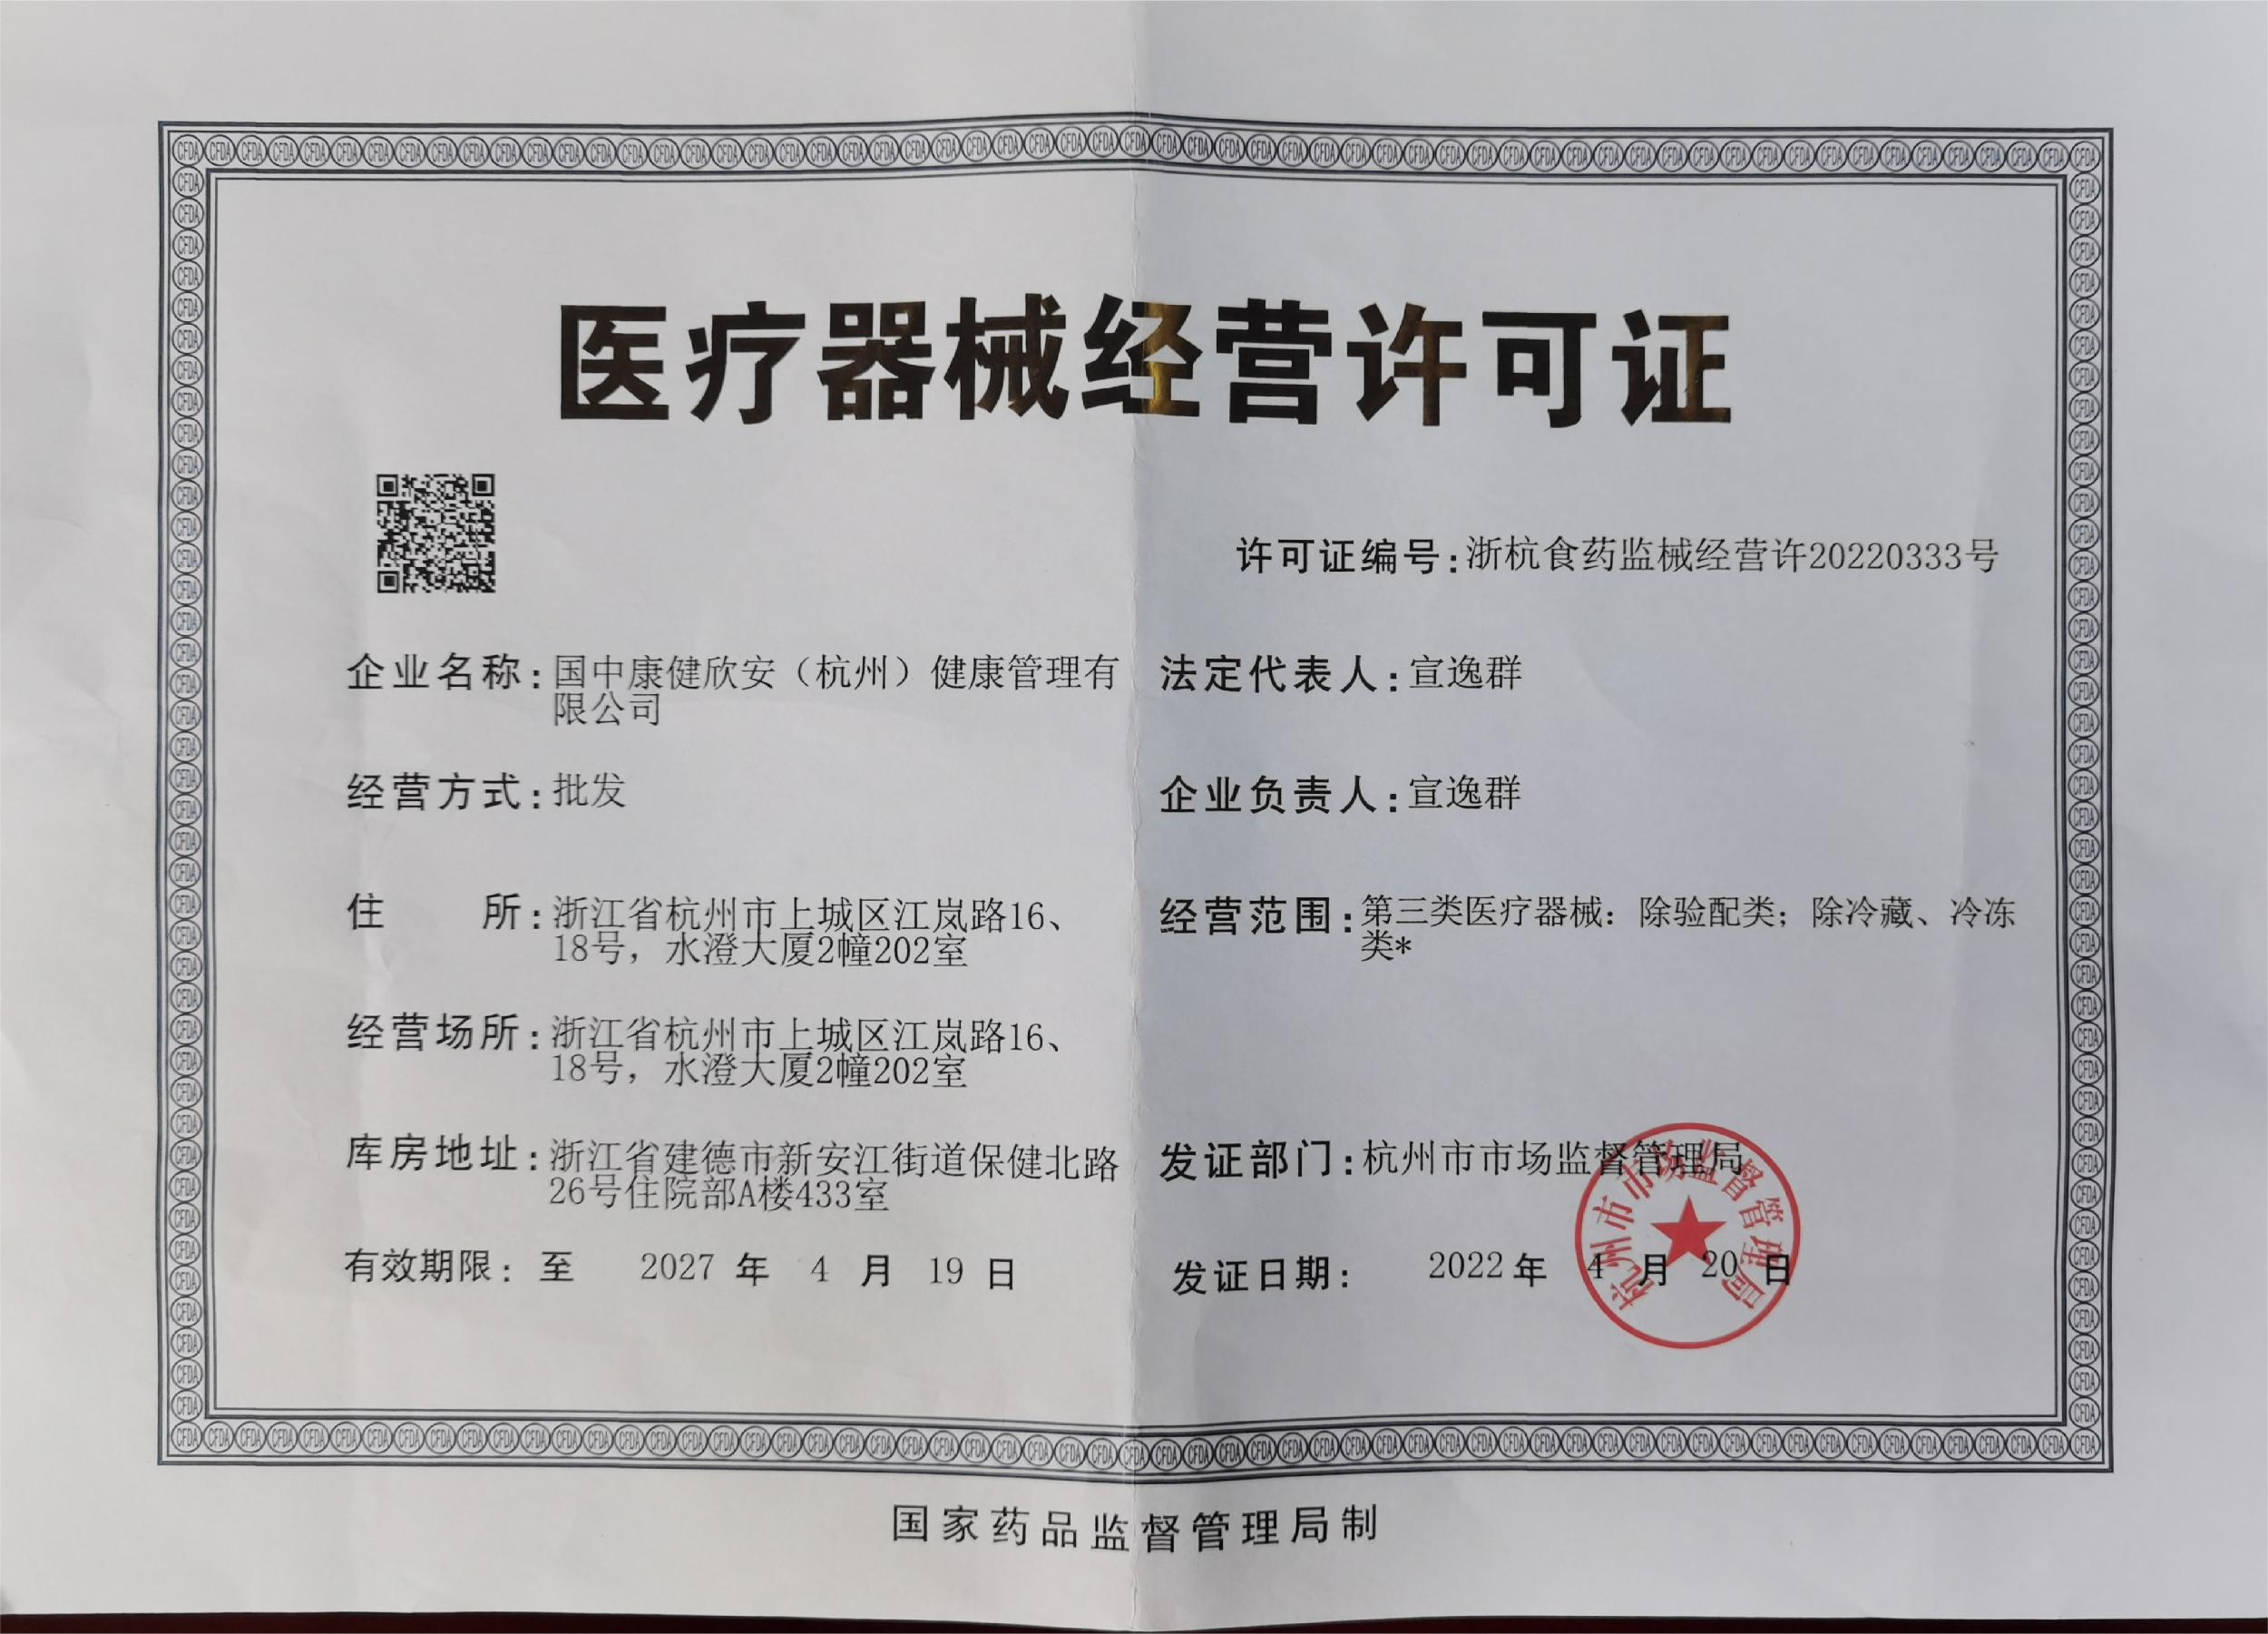 医疗器械经营许可证
许可证编号:浙杭食药监械经营许20220333号
企业名称:国中康健欣安（杭州）健康管理有
限公司
法定代表人:宣逸群
经营方式:批发
企业负责人:宣逸群
住所:浙江省杭州市上城区江岚路16、
18号，水澄大厦2幢202室
经营范围:第三类医疗器械：除验配类；除冷藏、冷冻
类*
经营场所:浙江省杭州市上城区江岚路16、
18号，水澄大厦2幢202室
库房地址:浙江省建德市新安江街道保健北路
26号住院部A楼433室
发证部门:杭州市市场监督管理局
杭州市市场监督管理局
有效期限：至 2027 年 4 月 19 日
发证日期： 2022 年 4 月 20 日
国家药品监督管理局制